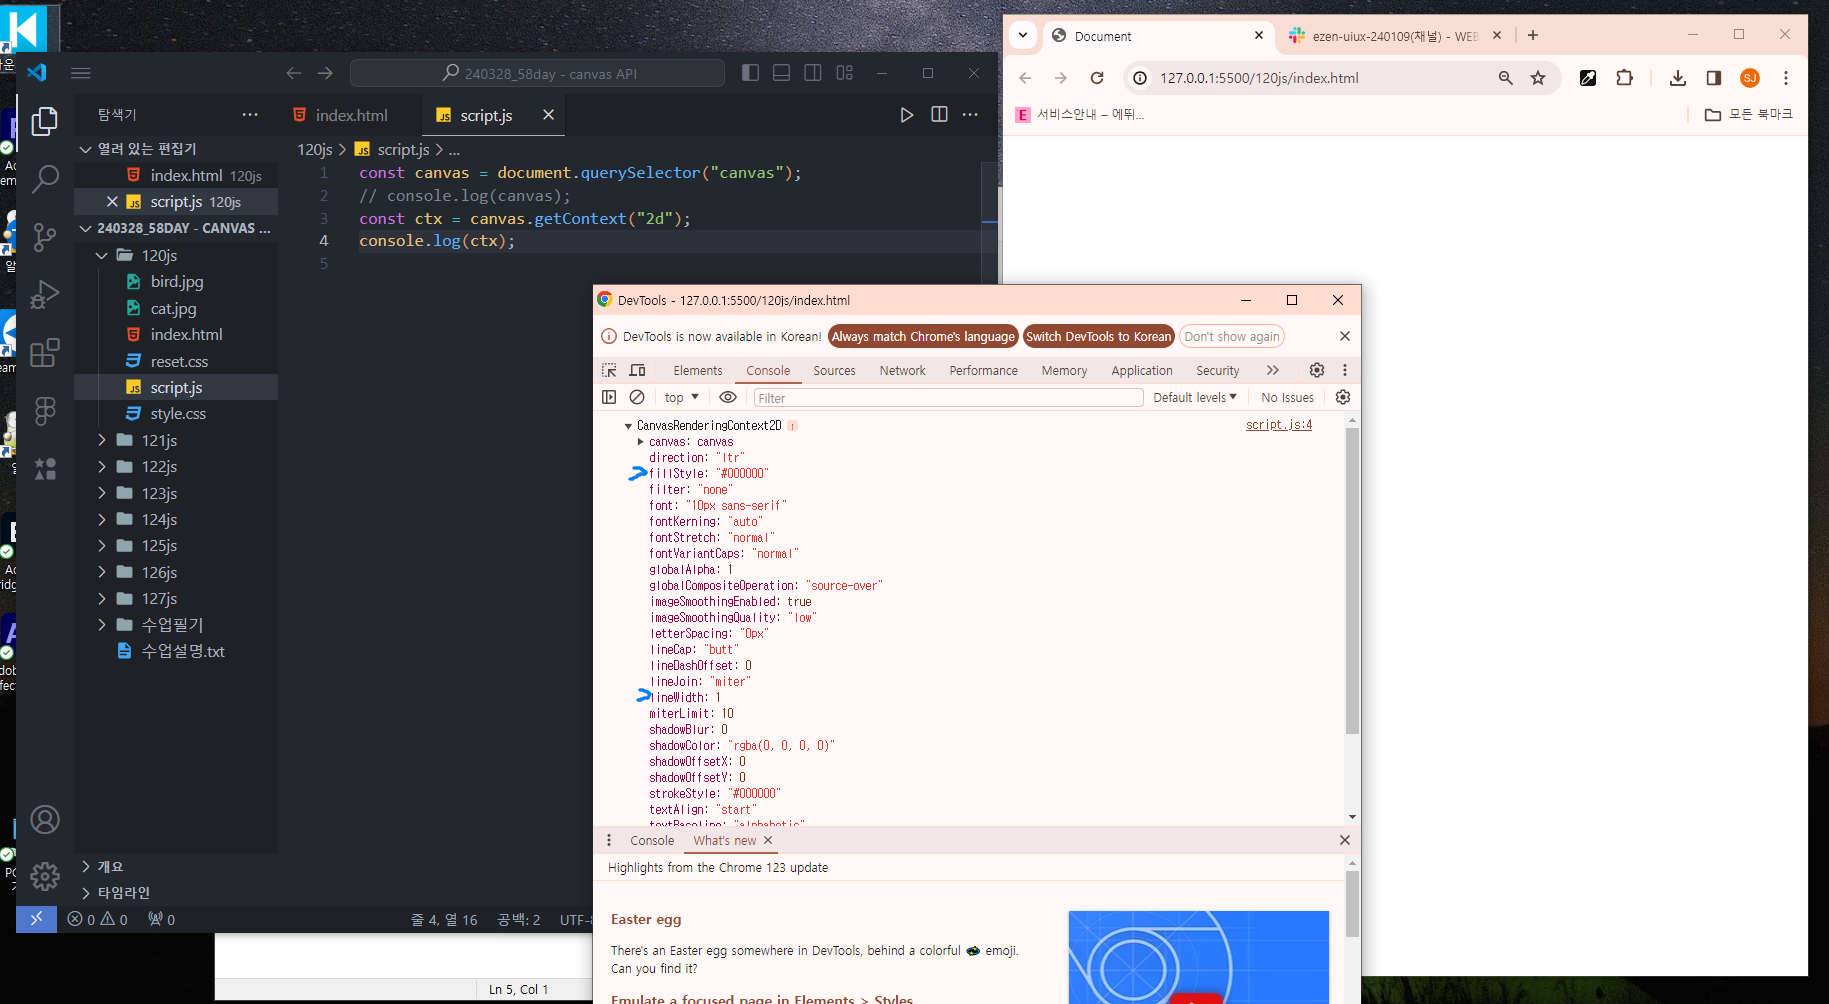 240328_58day - canvas API
탐색기
index.html
script.js
열려 있는 편집기
index.html 120js
script.js 120js
240328_58DAY - CANVAS ...
120js
bird.jpg
cat.jpg
index.html
reset.css
script.js
style.css
121js
122js
123js
124js
125js
126js
127js
수업필기
수업설명.txt
개요
타임라인
120js > script.js > ...
1 const canvas = document.querySelector("canvas");
2 // console.log(canvas);
3 const ctx = canvas.getContext("2d");
4 console.log(ctx);
5
0 0 0
줄 4, 열 16 공백: 2 UTF-8
Ln 5, Col 1
Document
ezen-uiux-240109(채널) - WEB
127.0.0.1:5500/120js/index.html
SJ
E 서비스안내 – 에뛰...
모든 북마크
DevTools - 127.0.0.1:5500/120js/index.html
DevTools is now available in Korean! Always match Chrome's language Switch DevTools to Korean Don't show again
Elements Console Sources Network Performance Memory Application Security
top Filter Default levels No Issues
CanvasRenderingContext2D script.js:4
canvas: canvas
direction: "ltr"
fillStyle: "#000000"
filter: "none"
font: "10px sans-serif"
fontKerning: "auto"
fontStretch: "normal"
fontVariantCaps: "normal"
globalAlpha: 1
globalCompositeOperation: "source-over"
imageSmoothingEnabled: true
imageSmoothingQuality: "low"
letterSpacing: "0px"
lineCap: "butt"
lineDashOffset: 0
lineJoin: "miter"
lineWidth: 1
miterLimit: 10
shadowBlur: 0
shadowColor: "rgba(0, 0, 0, 0)"
shadowOffsetX: 0
shadowOffsetY: 0
strokeStyle: "#000000"
textAlign: "start"
textBaseline: "alphabetic"
Console What's new
Highlights from the Chrome 123 update
Easter egg
There's an Easter egg somewhere in DevTools, behind a colorful emoji.
Can you find it?
Emulate a focused page in Elements > Styles